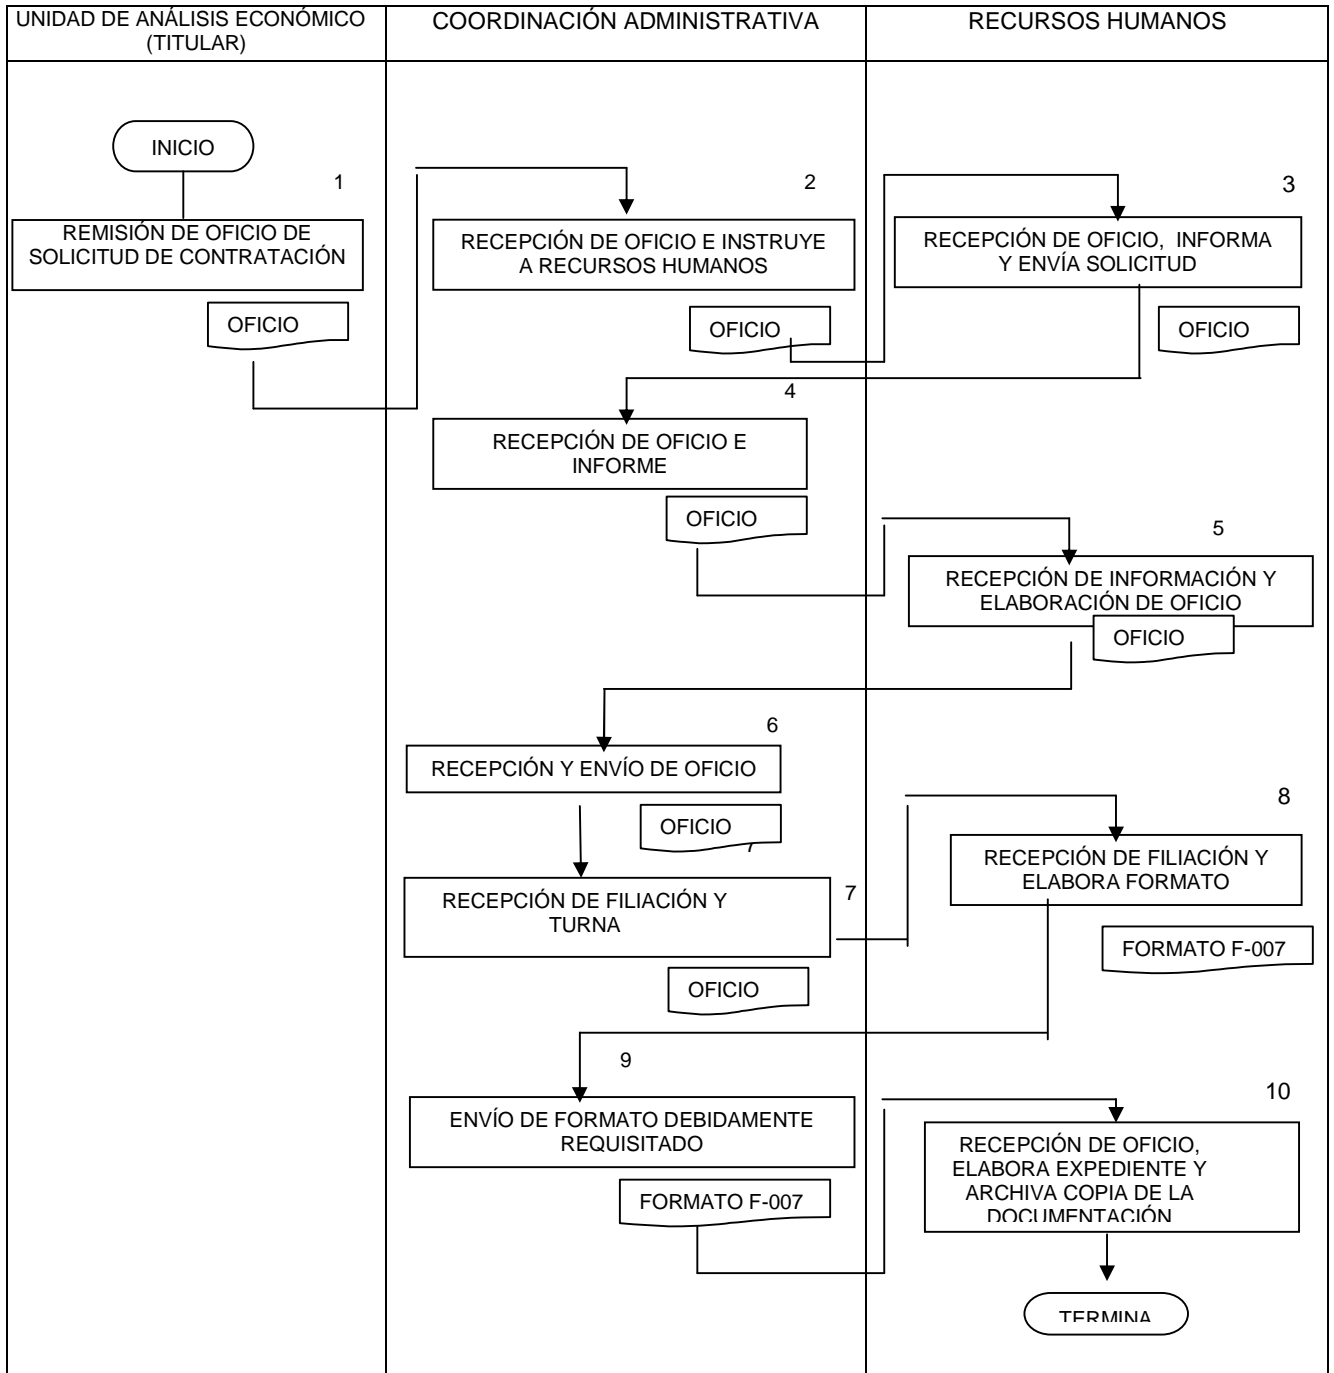 UNIDAD DE ANÁLISIS ECONÓMICO
(TITULAR)
COORDINACIÓN ADMINISTRATIVA
RECURSOS HUMANOS
INICIO
1
REMISIÓN DE OFICIO DE
SOLICITUD DE CONTRATACIÓN
OFICIO
2
RECEPCIÓN DE OFICIO E INSTRUYE
A RECURSOS HUMANOS
OFICIO
3
RECEPCIÓN DE OFICIO, INFORMA
Y ENVÍA SOLICITUD
OFICIO
4
RECEPCIÓN DE OFICIO E
INFORME
OFICIO
5
RECEPCIÓN DE INFORMACIÓN Y
ELABORACIÓN DE OFICIO
OFICIO
6
RECEPCIÓN Y ENVÍO DE OFICIO
OFICIO
7
RECEPCIÓN DE FILIACIÓN Y
TURNA
7
OFICIO
8
RECEPCIÓN DE FILIACIÓN Y
ELABORA FORMATO
FORMATO F-007
9
ENVÍO DE FORMATO DEBIDAMENTE
REQUISITADO
FORMATO F-007
10
RECEPCIÓN DE OFICIO,
ELABORA EXPEDIENTE Y
ARCHIVA COPIA DE LA
DOCUMENTACIÓN
TERMINA